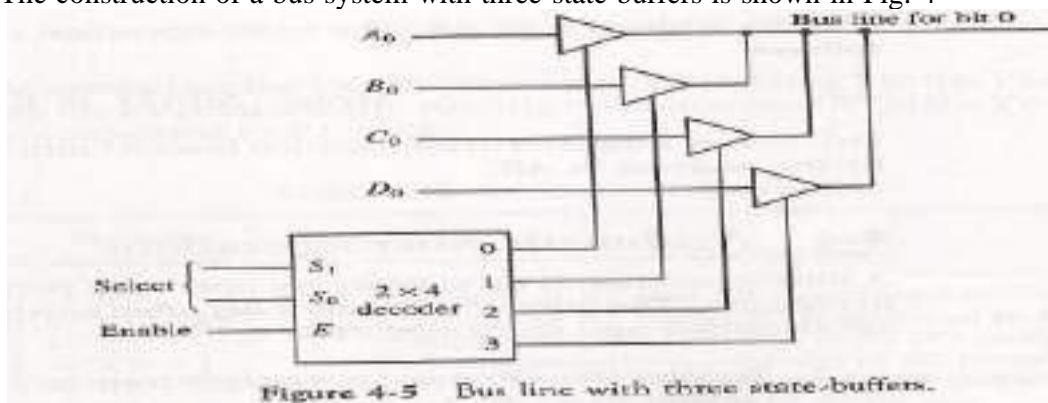 The construction of a bus system with three state buffers is shown in Fig. 4
Bus line for bit 0
A₀
B₀
C₀
D₀
Select
Enable
S₁
S₀
E
2 × 4
decoder
0
1
2
3
Figure 4-5 Bus line with three state-buffers.